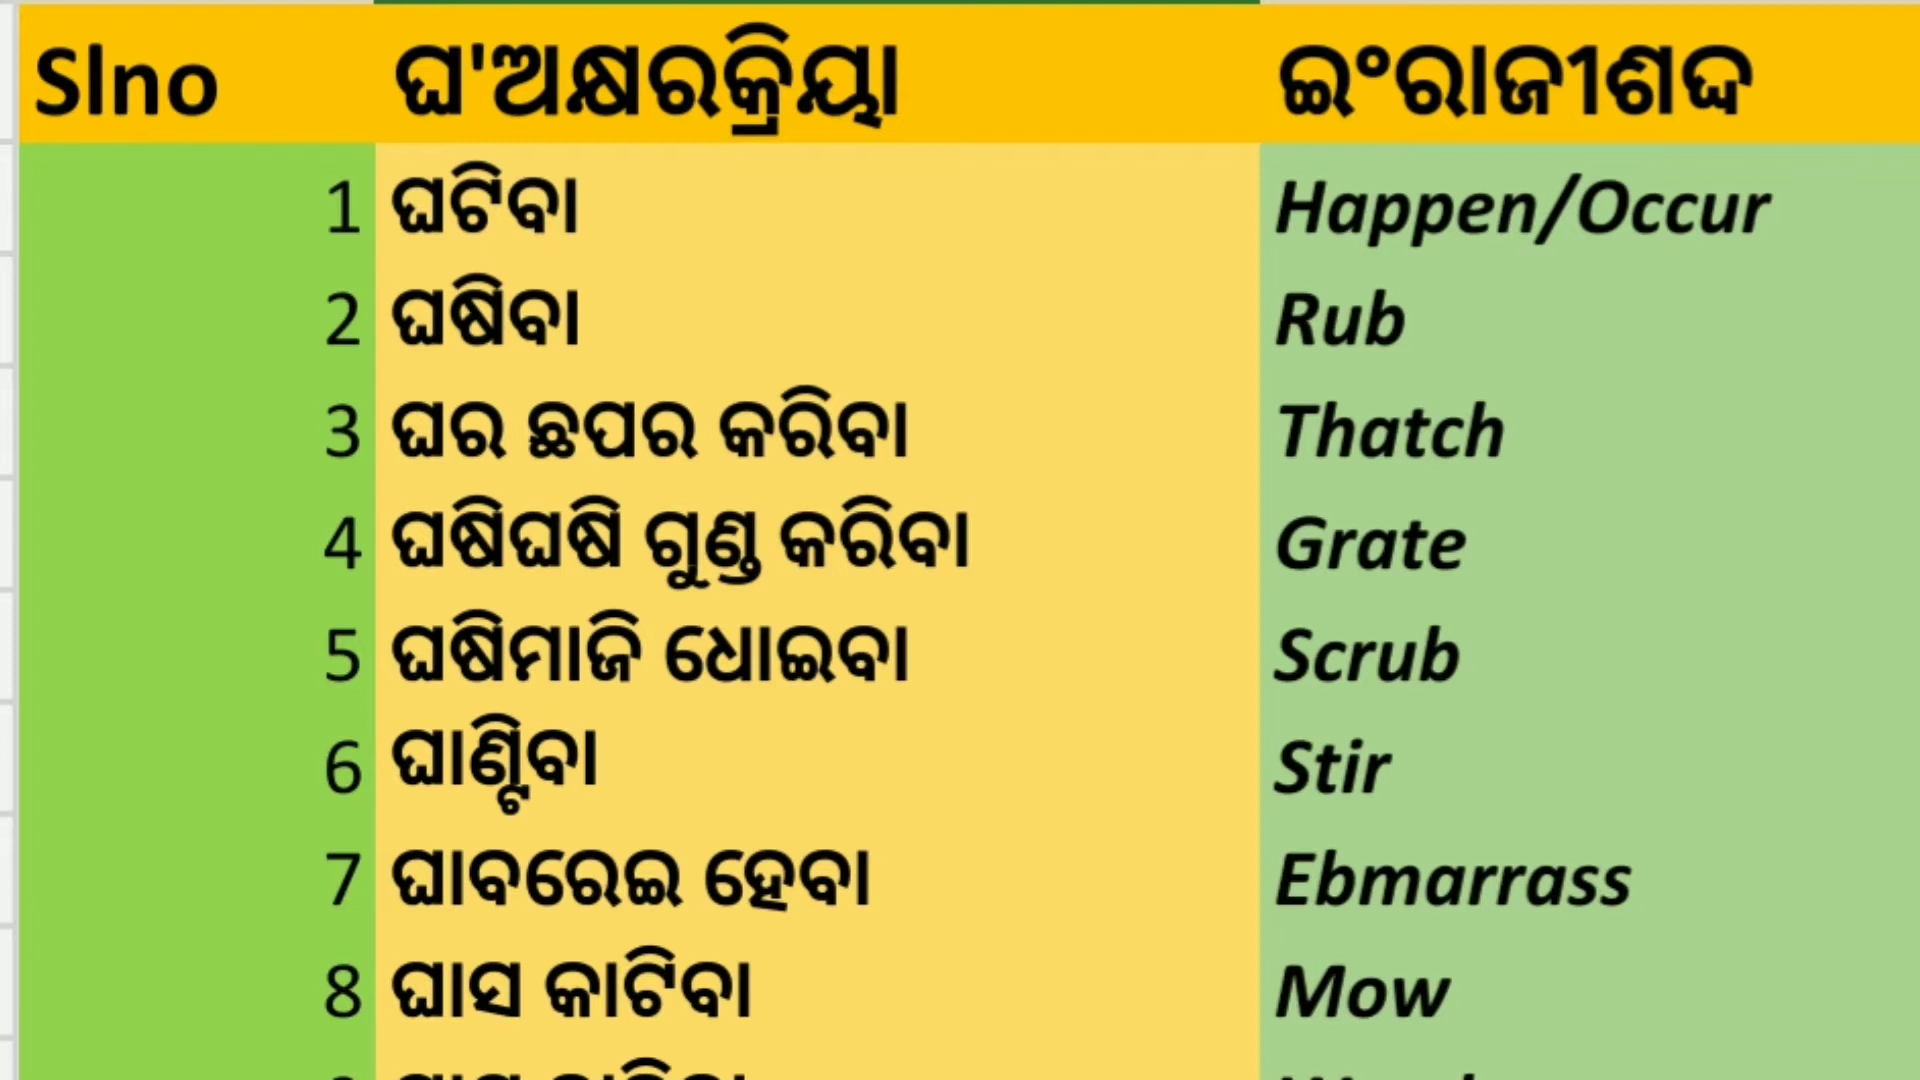 Slno ଘ'ଅକ୍ଷରକ୍ରିୟା ଇଂରାଜୀଶବ୍ଦ
1 ଘଟିବା Happen/Occur
2 ଘଷିବା Rub
3 ଘର ଛପର କରିବା Thatch
4 ଘଷିଘଷି ଗୁଣ୍ଡ କରିବା Grate
5 ଘଷିମାଜି ଧୋଇବା Scrub
6 ଘାଣ୍ଟିବା Stir
7 ଘାବରେଇ ହେବା Ebmarrass
8 ଘାସ କାଟିବା Mow